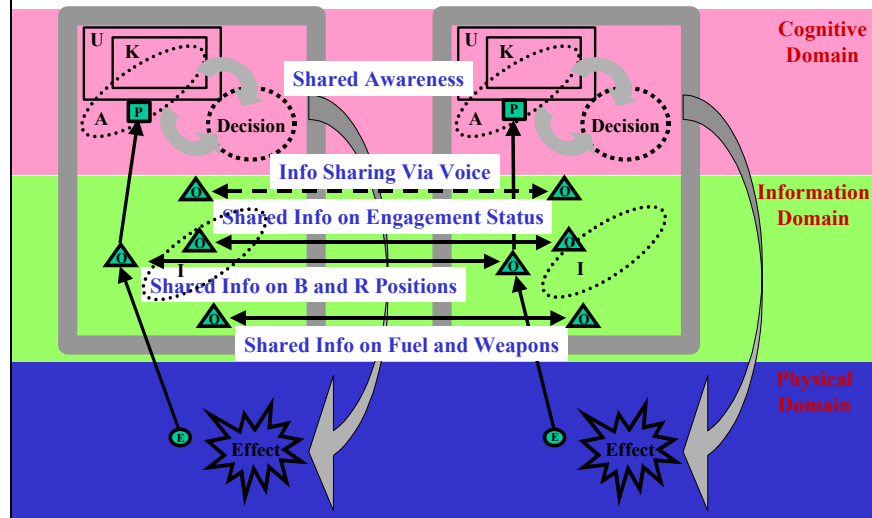 U
K
A
P
Decision
Shared Awareness
U
K
A
P
Decision
Cognitive
Domain
Info Sharing Via Voice
O
O
Shared Info on Engagement Status
Information
Domain
O
O
O
O
I
I
Shared Info on B and R Positions
O
O
Shared Info on Fuel and Weapons
Physical
Domain
E
Effect
E
Effect